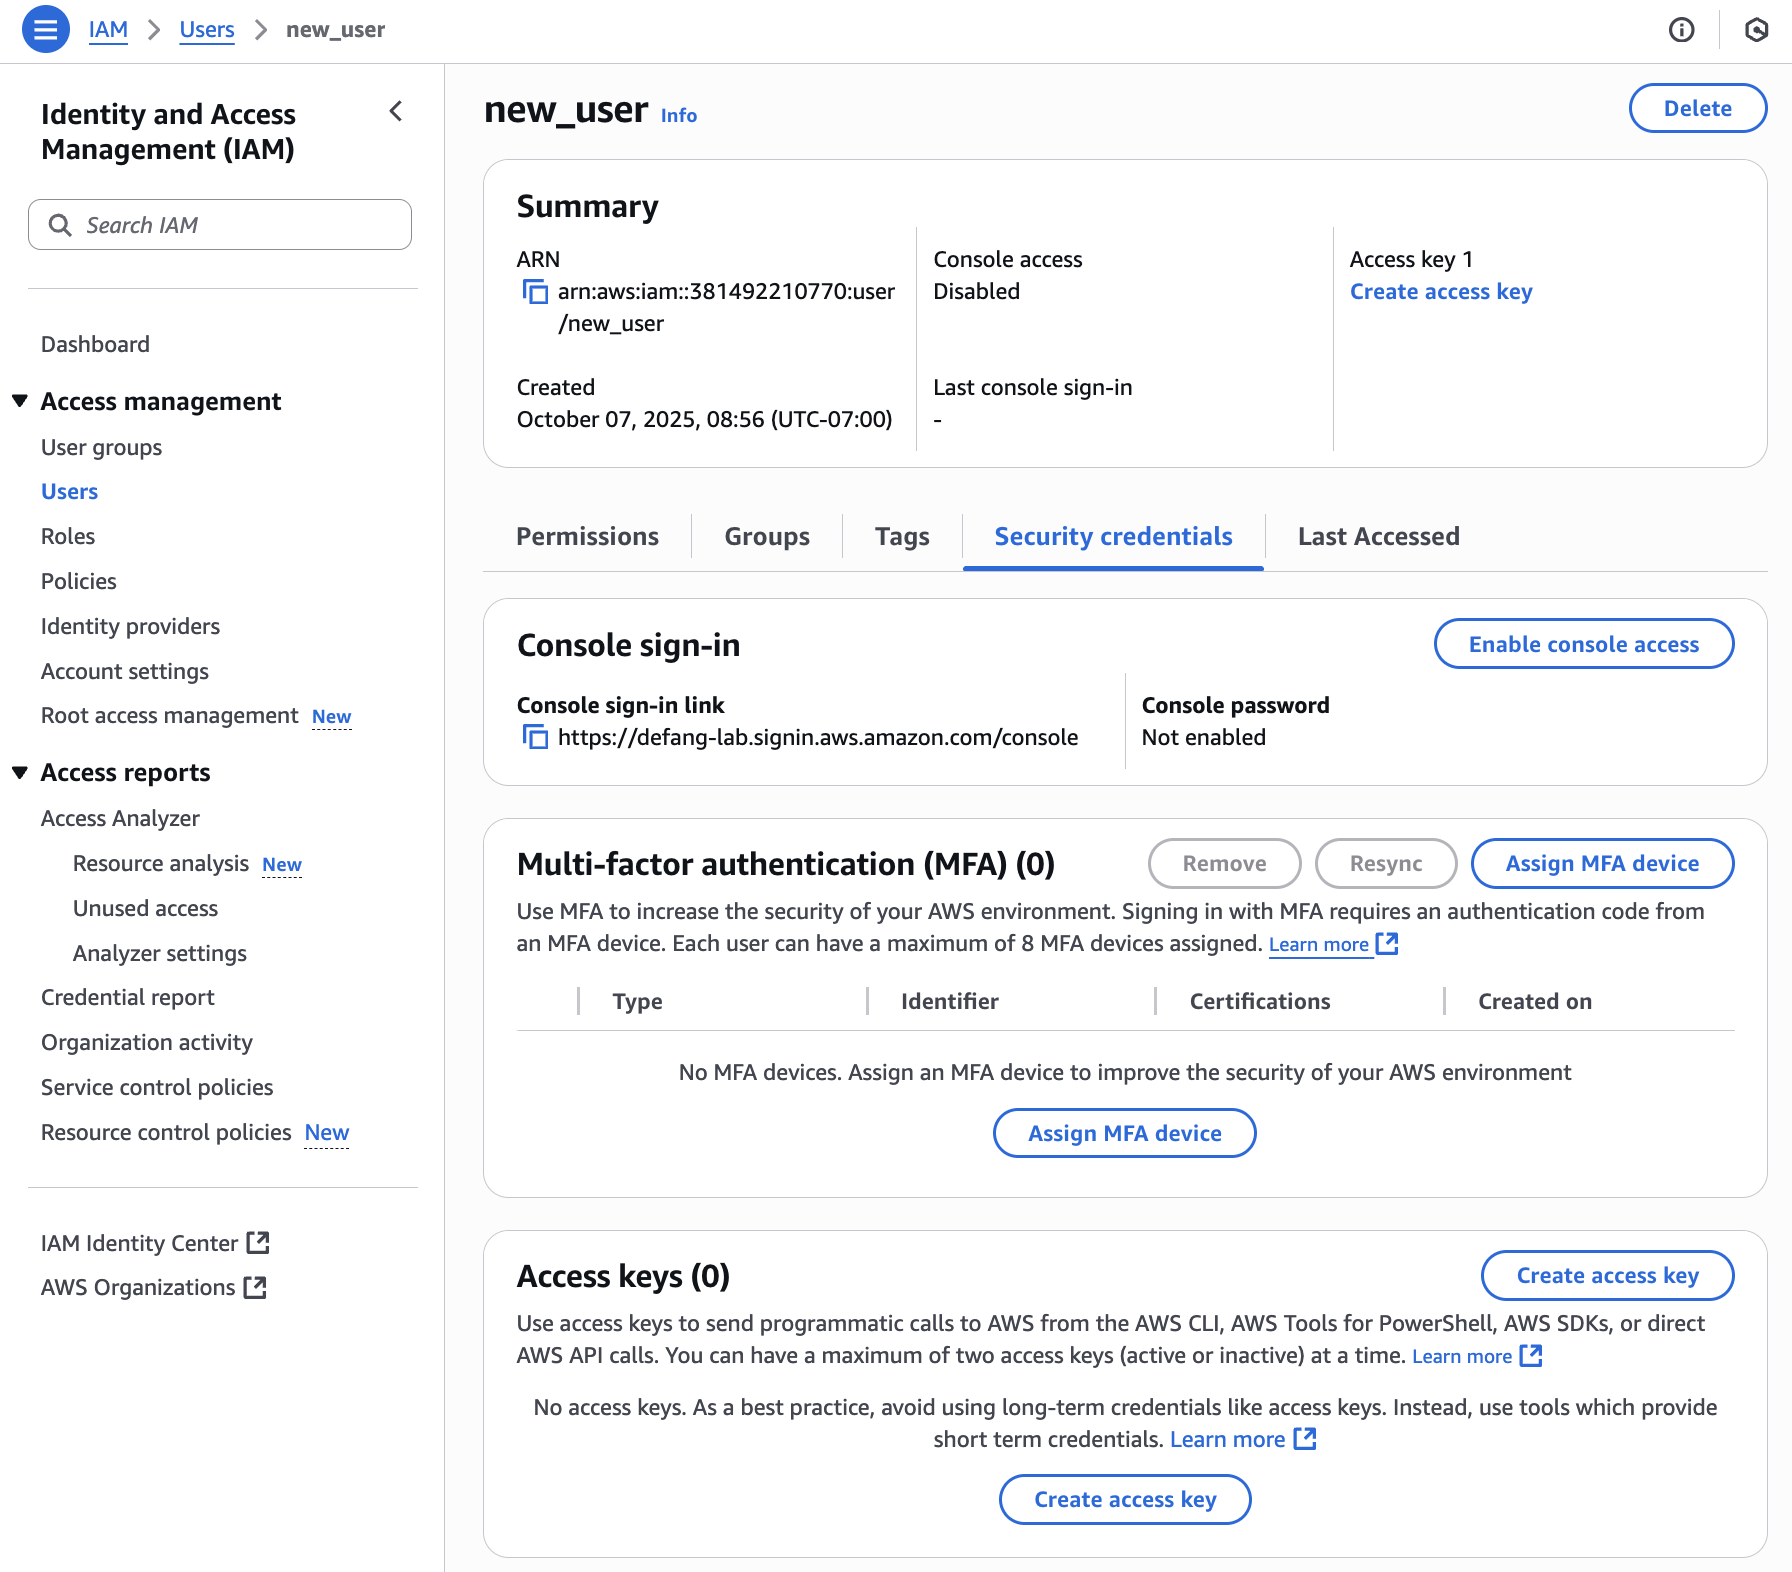 IAM > Users > new_user
Identity and Access
Management (IAM)
Search IAM
Dashboard
Access management
User groups
Users
Roles
Policies
Identity providers
Account settings
Root access management New
Access reports
Access Analyzer
Resource analysis New
Unused access
Analyzer settings
Credential report
Organization activity
Service control policies
Resource control policies New
IAM Identity Center
AWS Organizations
new_user Info
Delete
Summary
ARN
arn:aws:iam::381492210770:user
/new_user
Created
October 07, 2025, 08:56 (UTC-07:00)
Console access
Disabled
Last console sign-in
-
Access key 1
Create access key
Permissions
Groups
Tags
Security credentials
Last Accessed
Console sign-in
Enable console access
Console sign-in link
https://defang-lab.signin.aws.amazon.com/console
Console password
Not enabled
Multi-factor authentication (MFA) (0)
Remove
Resync
Assign MFA device
Use MFA to increase the security of your AWS environment. Signing in with MFA requires an authentication code from
an MFA device. Each user can have a maximum of 8 MFA devices assigned. Learn more
Type
Identifier
Certifications
Created on
No MFA devices. Assign an MFA device to improve the security of your AWS environment
Assign MFA device
Access keys (0)
Create access key
Use access keys to send programmatic calls to AWS from the AWS CLI, AWS Tools for PowerShell, AWS SDKs, or direct
AWS API calls. You can have a maximum of two access keys (active or inactive) at a time. Learn more
No access keys. As a best practice, avoid using long-term credentials like access keys. Instead, use tools which provide
short term credentials. Learn more
Create access key